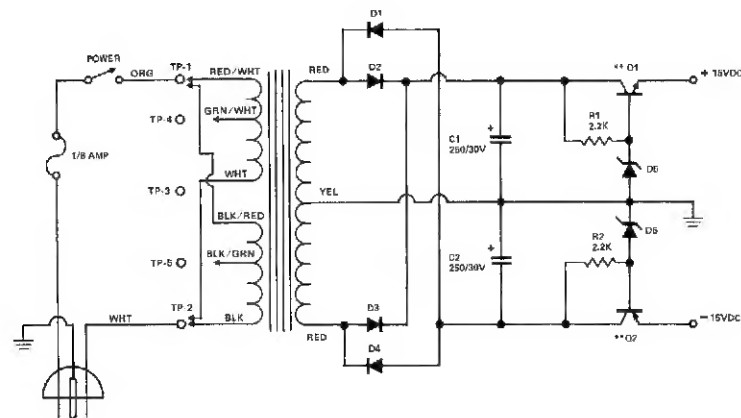 D1
POWER
ORG
TP-1
RED/WHT
RED
D2
**Q1
+ 15VDC
GRN/WHT
TP-4
R1
2.2K
1/8 AMP
C1
250/30V
D5
WHT
TP-3
YEL
BLK/RED
D6
R2
2.2K
C2
250/30V
BLK/GRN
TP-5
TP-2
D3
WHT
BLK
RED
- 15VDC
D4
**Q2